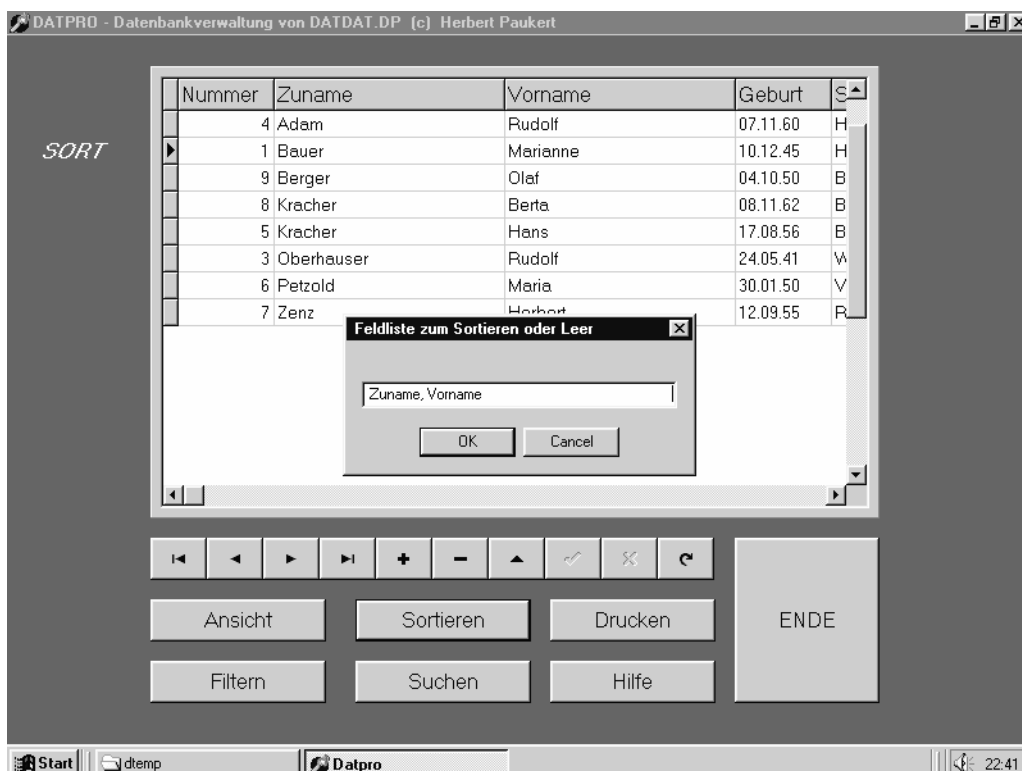 DATPRO - Datenbankverwaltung von DATDAT.DP (c) Herbert Paukert
SORT
Nummer Zuname Vorname Geburt S
4 Adam Rudolf 07.11.60 H
1 Bauer Marianne 10.12.45 H
9 Berger Olaf 04.10.50 B
8 Kracher Berta 08.11.62 B
5 Kracher Hans 17.08.56 B
3 Oberhauser Rudolf 24.05.41 W
6 Petzold Maria 30.01.50 V
7 Zenz Herbert 12.09.55 R
Feldliste zum Sortieren oder Leer
Zuname, Vorname
OK Cancel
Ansicht Sortieren Drucken ENDE
Filtern Suchen Hilfe
Start dtemp Datpro 22:41